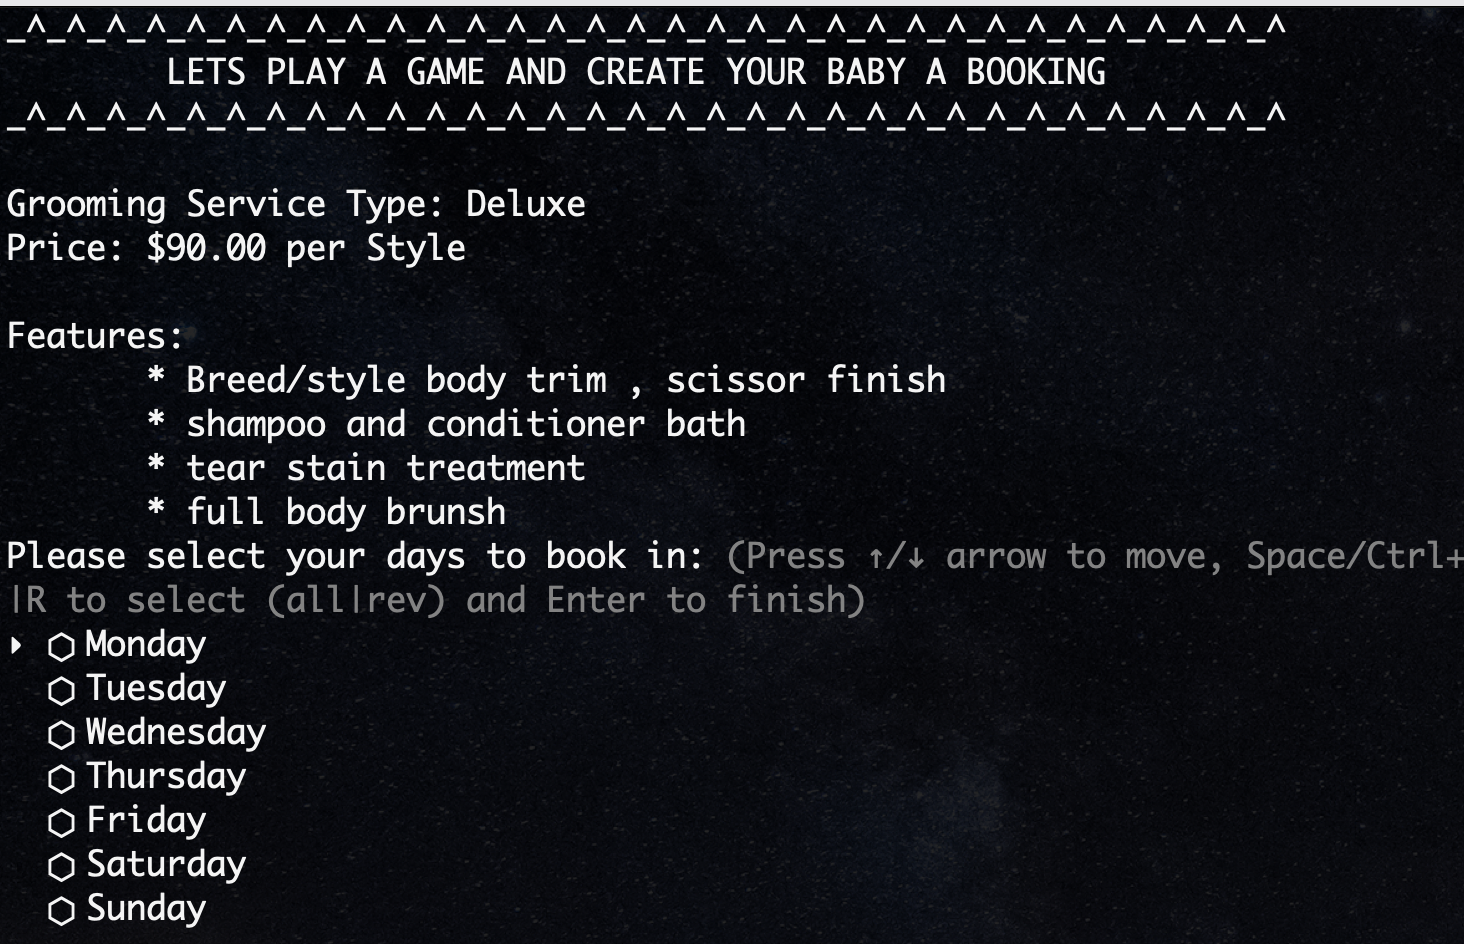 _^_^_^_^_^_^_^_^_^_^_^_^_^_^_^_^_^_^_^_^_^_^_^_^_^_^_^_^_^_^_^_^
LETS PLAY A GAME AND CREATE YOUR BABY A BOOKING
_^_^_^_^_^_^_^_^_^_^_^_^_^_^_^_^_^_^_^_^_^_^_^_^_^_^_^_^_^_^_^_^
Grooming Service Type: Deluxe
Price: $90.00 per Style
Features:
* Breed/style body trim , scissor finish
* shampoo and conditioner bath
* tear stain treatment
* full body brunsh
Please select your days to book in: (Press ↑/↓ arrow to move, Space/Ctrl+
|R to select (all|rev) and Enter to finish)
‣ ⬡ Monday
⬡ Tuesday
⬡ Wednesday
⬡ Thursday
⬡ Friday
⬡ Saturday
⬡ Sunday